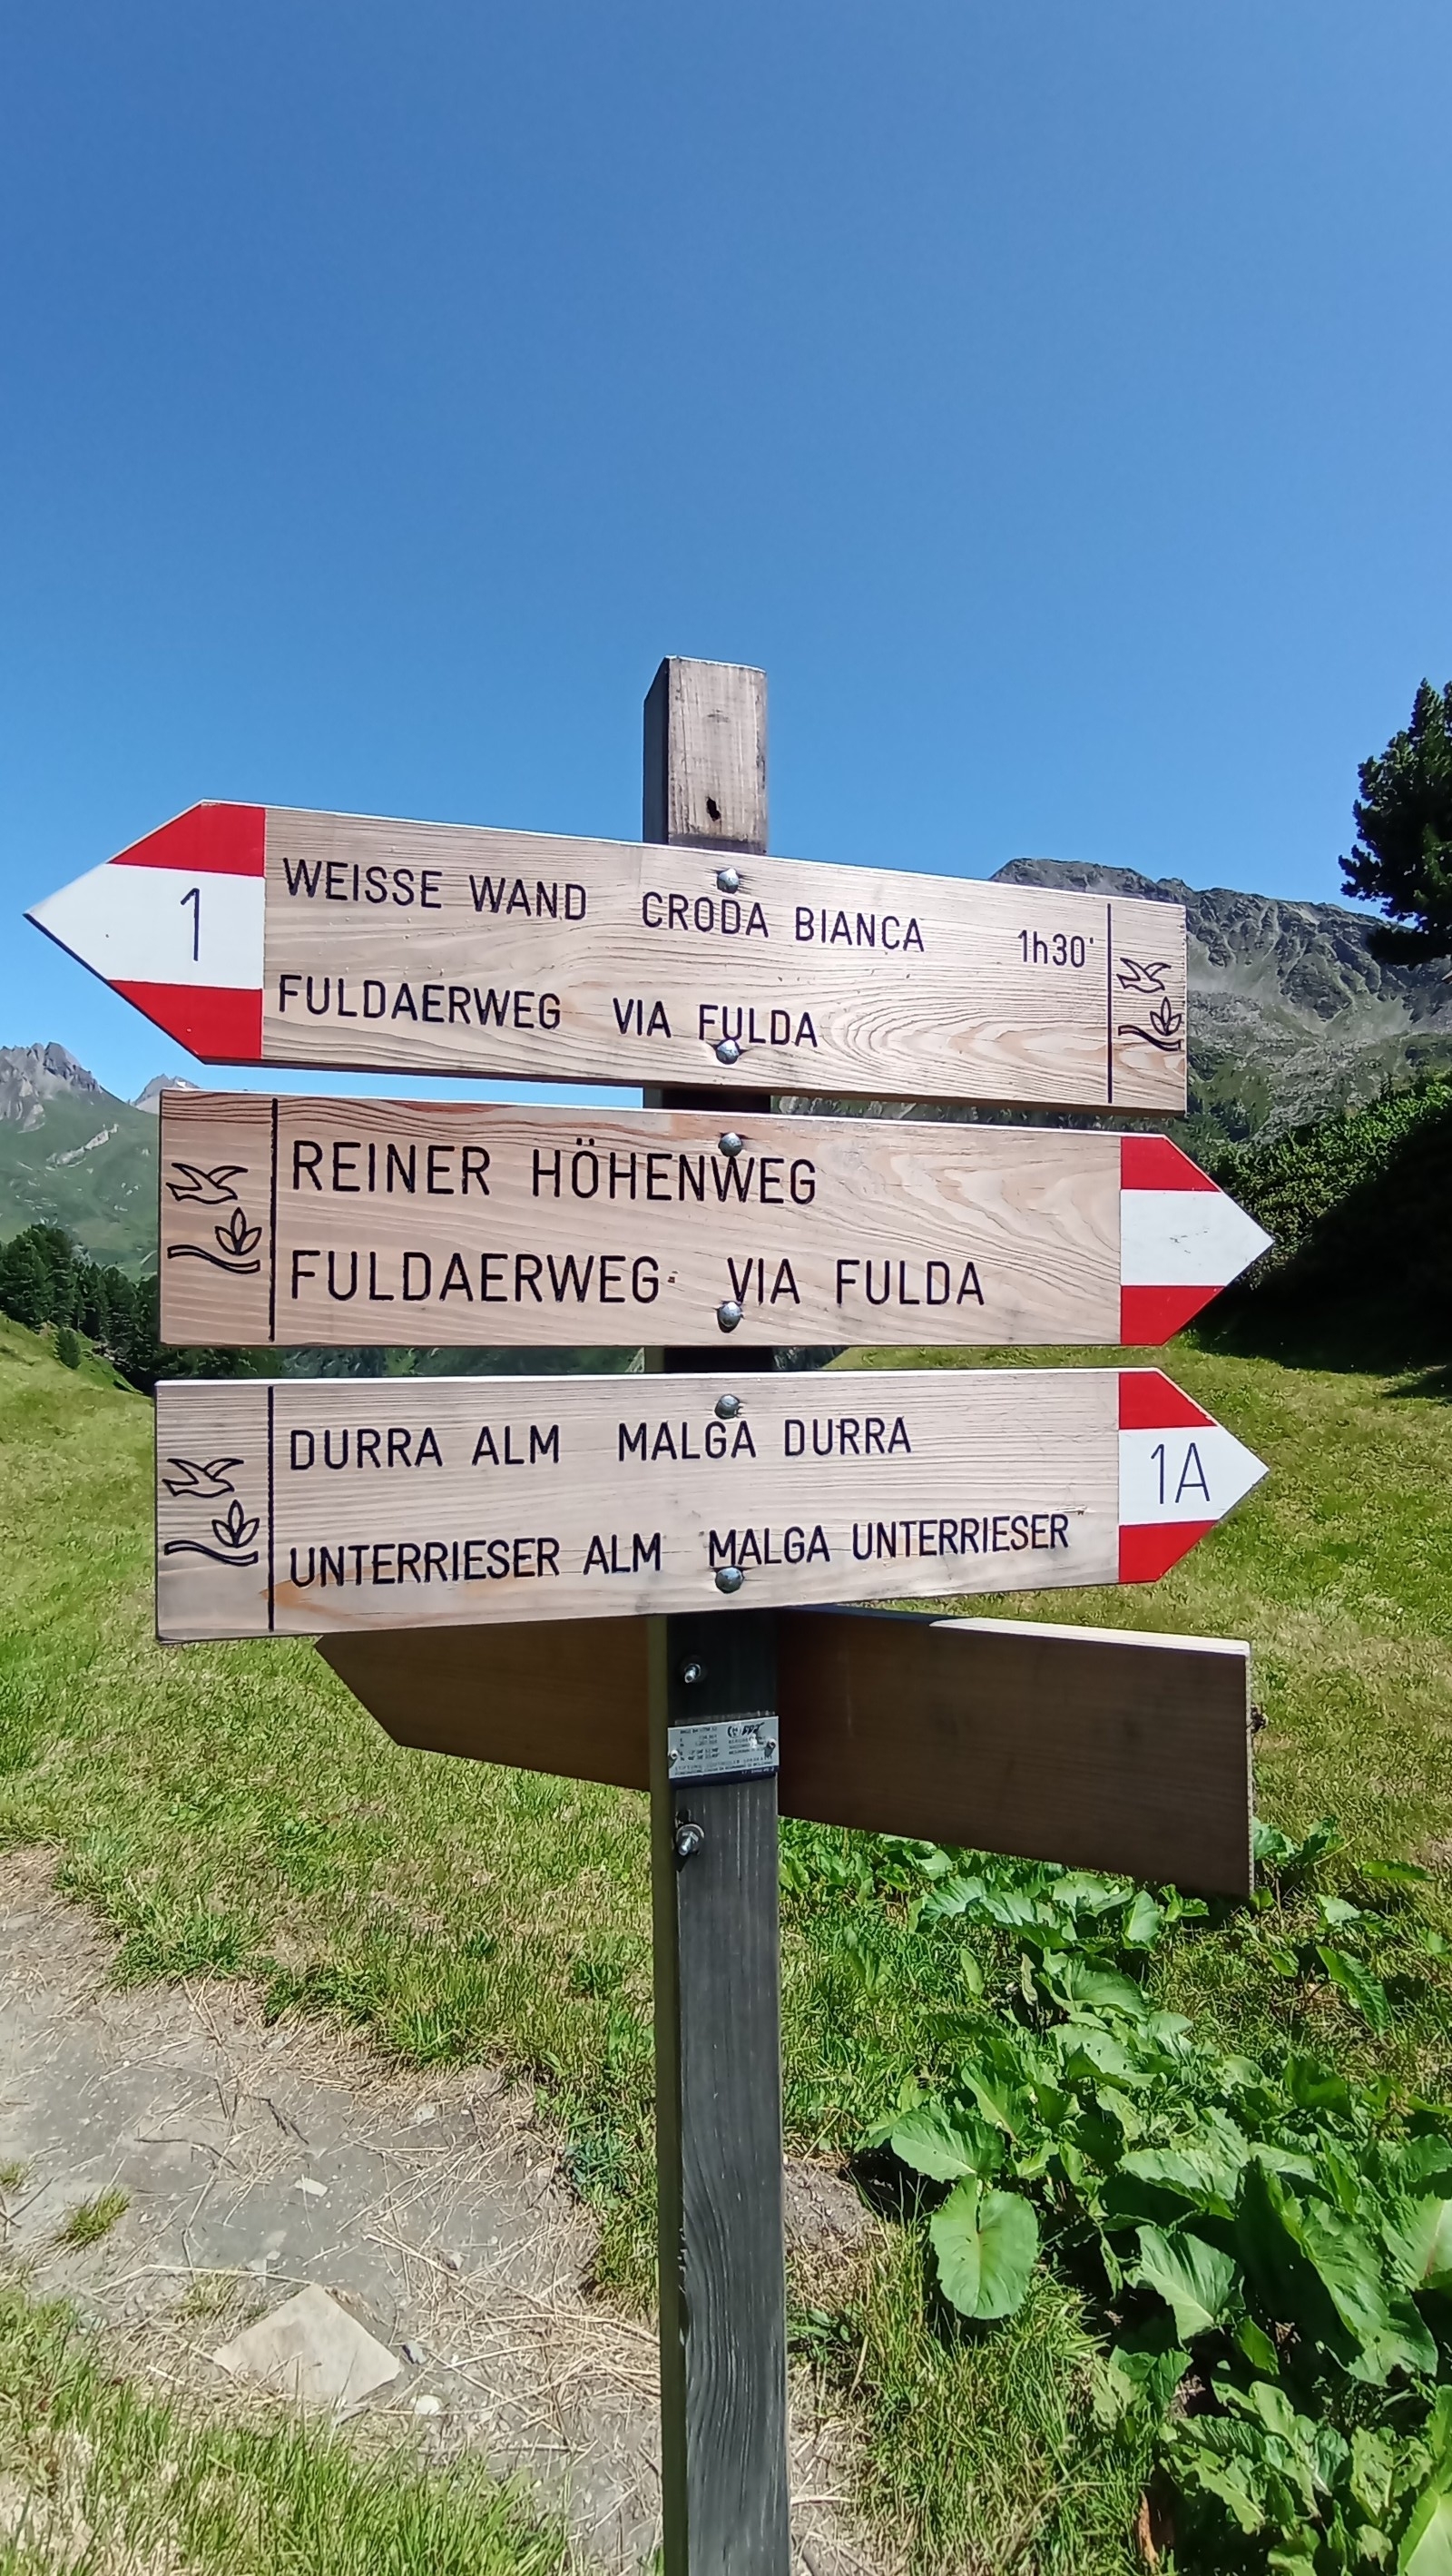 1
WEISSE WAND CRODA BIANCA 1h30'
FULDAERWEG VIA FULDA
REINER HÖHENWEG
FULDAERWEG VIA FULDA
DURRA ALM MALGA DURRA
1A
UNTERRIESER ALM MALGA UNTERRIESER